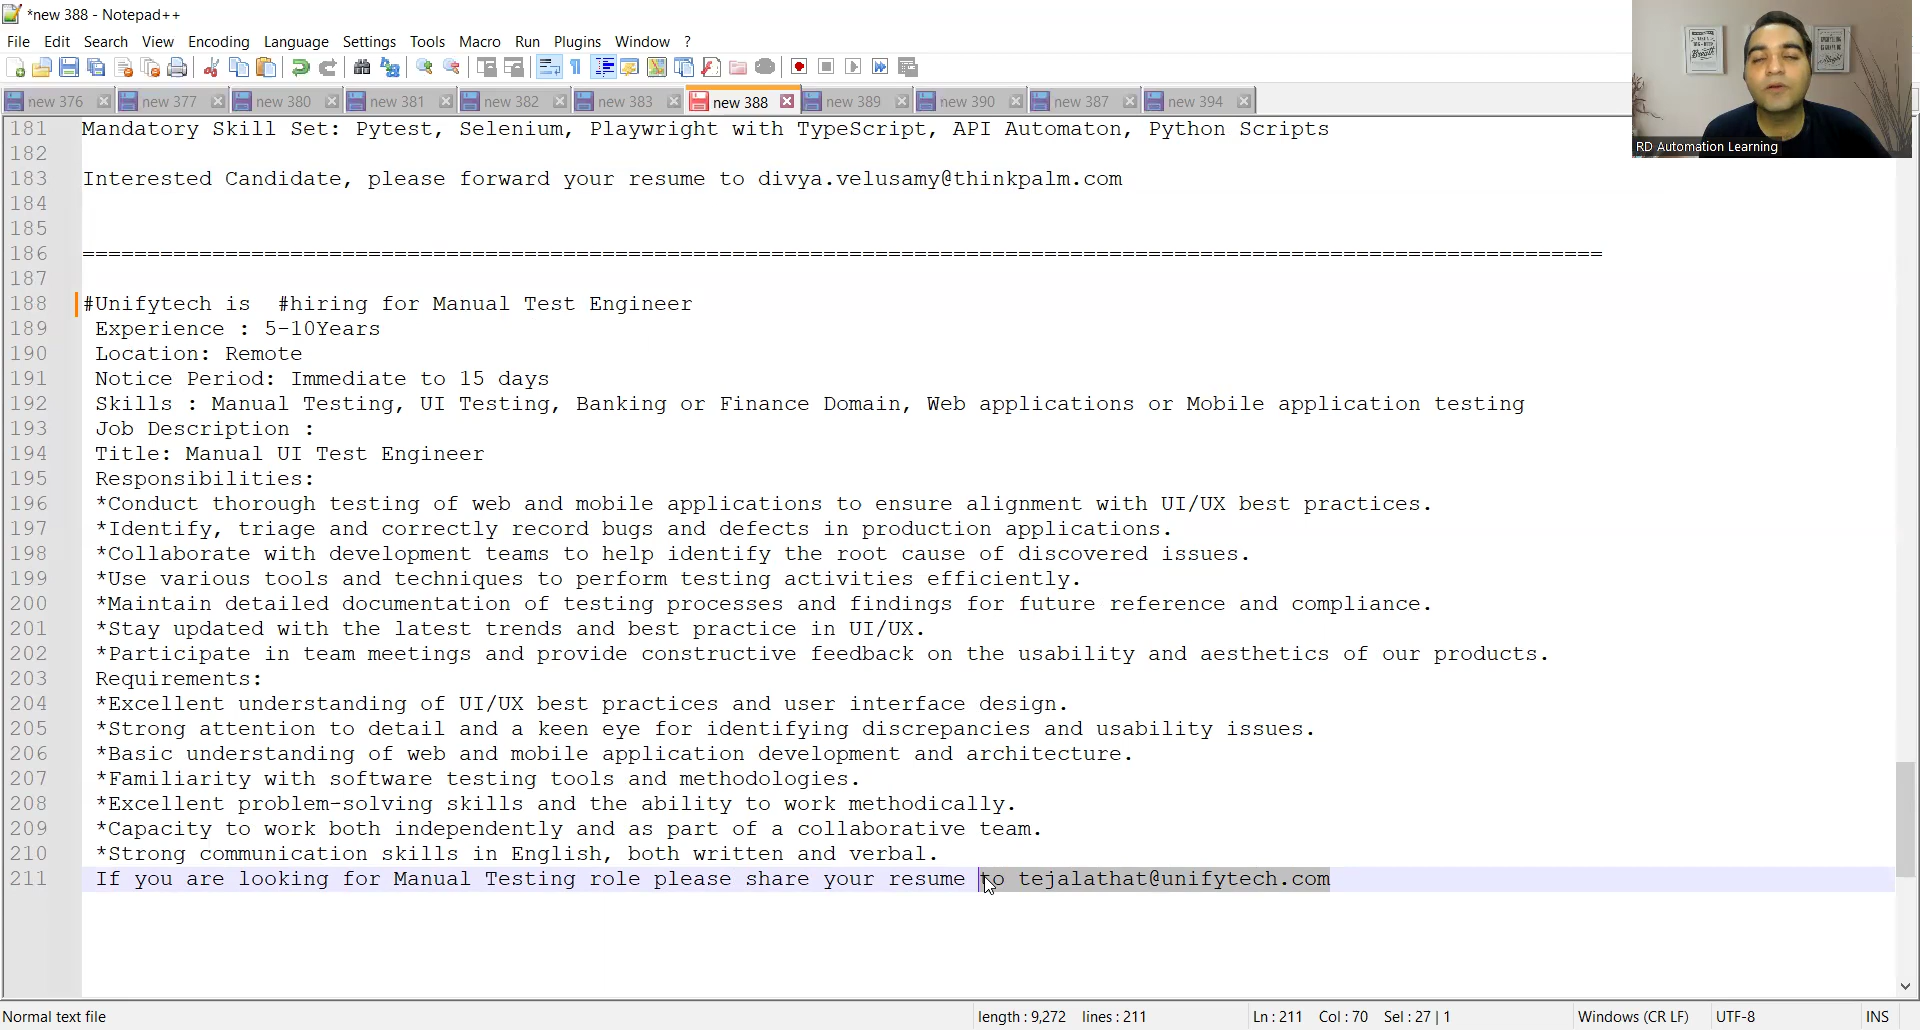 *new 388 - Notepad++
File Edit Search View Encoding Language Settings Tools Macro Run Plugins Window ?
new 376 new 377 new 380 new 381 new 382 new 383 new 388 new 389 new 390 new 387 new 394
RD Automation Learning
181 Mandatory Skill Set: Pytest, Selenium, Playwright with TypeScript, API Automaton, Python Scripts
182
183 Interested Candidate, please forward your resume to divya.velusamy@thinkpalm.com
184
185
186 =====================================================================================================================
187
188 #Unifytech is  #hiring for Manual Test Engineer
189 Experience : 5-10Years
190 Location: Remote
191 Notice Period: Immediate to 15 days
192 Skills : Manual Testing, UI Testing, Banking or Finance Domain, Web applications or Mobile application testing
193 Job Description :
194 Title: Manual UI Test Engineer
195 Responsibilities:
196 *Conduct thorough testing of web and mobile applications to ensure alignment with UI/UX best practices.
197 *Identify, triage and correctly record bugs and defects in production applications.
198 *Collaborate with development teams to help identify the root cause of discovered issues.
199 *Use various tools and techniques to perform testing activities efficiently.
200 *Maintain detailed documentation of testing processes and findings for future reference and compliance.
201 *Stay updated with the latest trends and best practice in UI/UX.
202 *Participate in team meetings and provide constructive feedback on the usability and aesthetics of our products.
203 Requirements:
204 *Excellent understanding of UI/UX best practices and user interface design.
205 *Strong attention to detail and a keen eye for identifying discrepancies and usability issues.
206 *Basic understanding of web and mobile application development and architecture.
207 *Familiarity with software testing tools and methodologies.
208 *Excellent problem-solving skills and the ability to work methodically.
209 *Capacity to work both independently and as part of a collaborative team.
210 *Strong communication skills in English, both written and verbal.
211 If you are looking for Manual Testing role please share your resume to tejalathat@unifytech.com
Normal text file length : 9,272 lines : 211 Ln : 211 Col : 70 Sel : 27 | 1 Windows (CR LF) UTF-8 INS